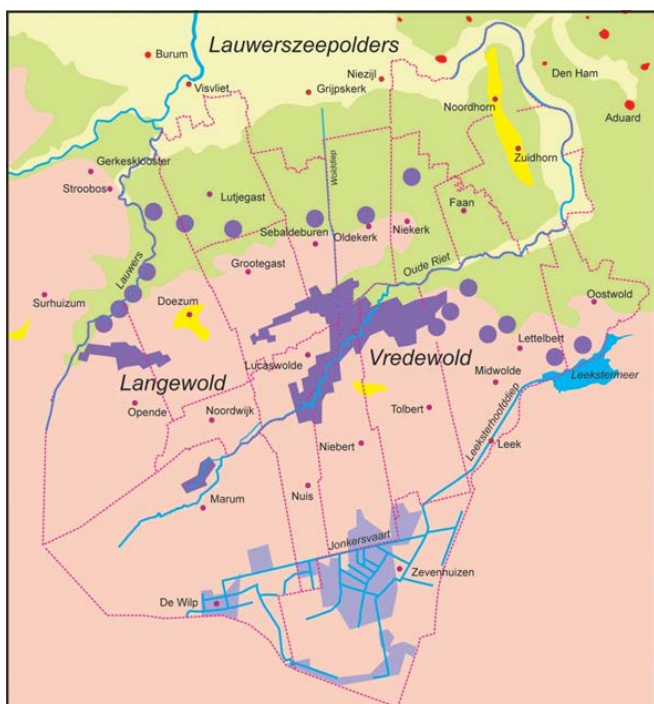 Lauwerszeepolders
Burum
Visvliet
Niezijl
Grijpskerk
Den Ham
Noordhorn
Aduard
Zuidhorn
Gerkesklooster
Stroobos
Wolddiep
Lutjegast
Faan
Sebaldeburen
Oldekerk
Niekerk
Lauwers
Grootegast
Oude Riet
Surhuizum
Doezum
Oostwold
Lettelbert
Lucaswolde
Vredewold
Langewold
Midwolde
Leekstermeer
Opende
Noordwijk
Tolbert
Leeksterhoofddiep
Niebert
Leek
Marum
Nuis
Jonkersvaart
Zevenhuizen
De Wilp